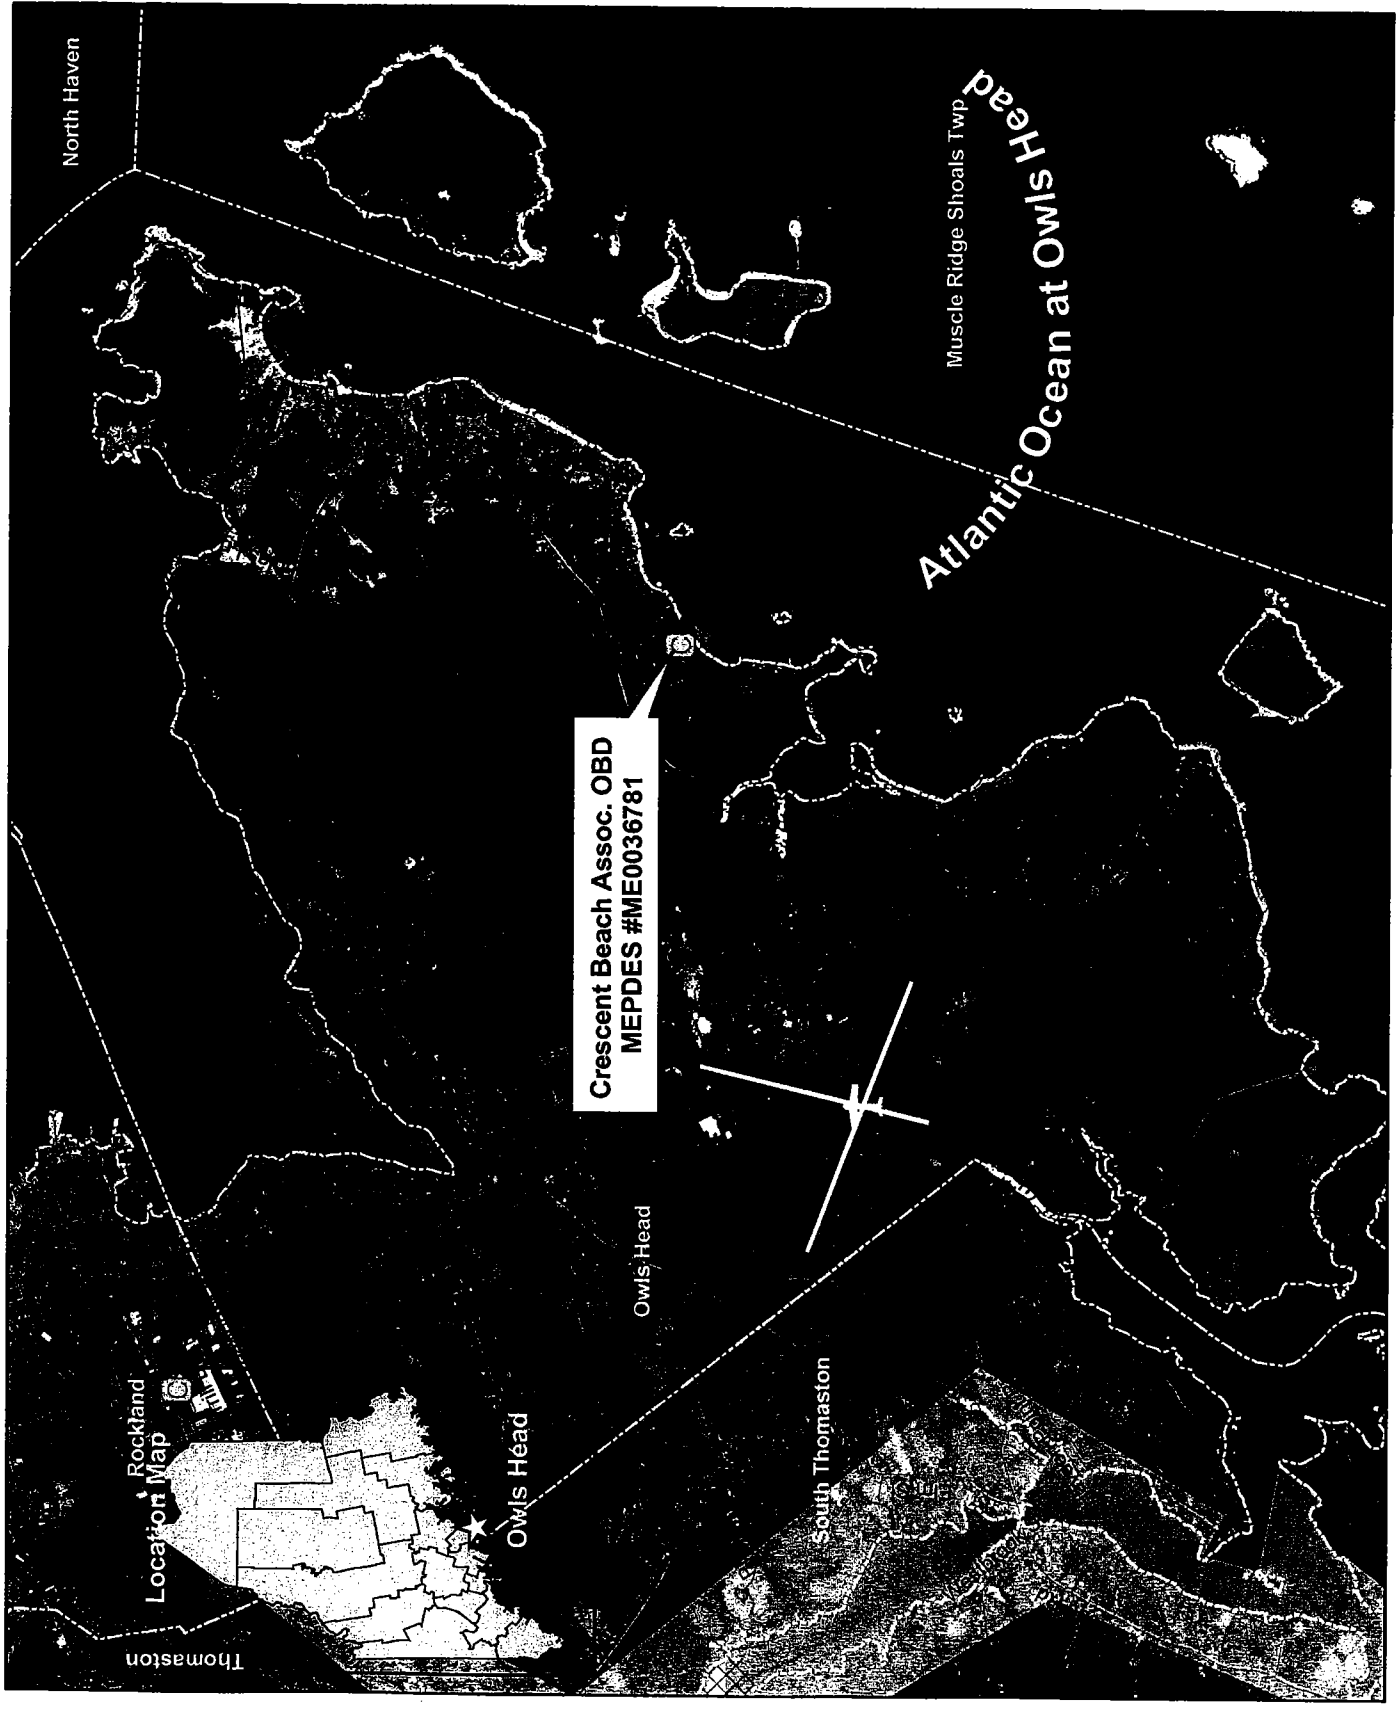 North Haven
Muscle Ridge Shoals Twp
Atlantic Ocean at Owls Head
Crescent Beach Assoc. OBD
MEPDES #ME0036781
Owls Head
Rockland
Location Map
Owls Head
South Thomaston
Thomaston